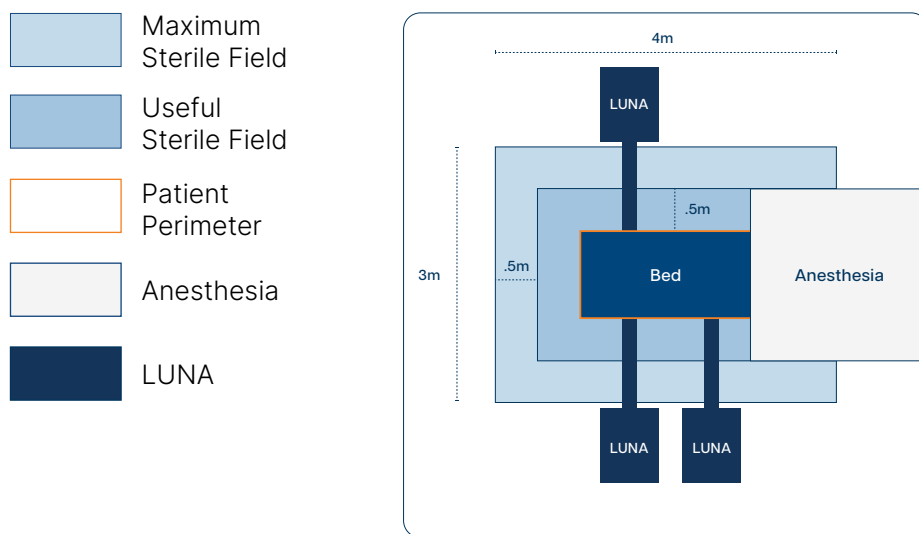 Maximum
Sterile Field
Useful
Sterile Field
Patient
Perimeter
Anesthesia
LUNA
4m
LUNA
.5m
3m
.5m
Bed
Anesthesia
LUNA
LUNA